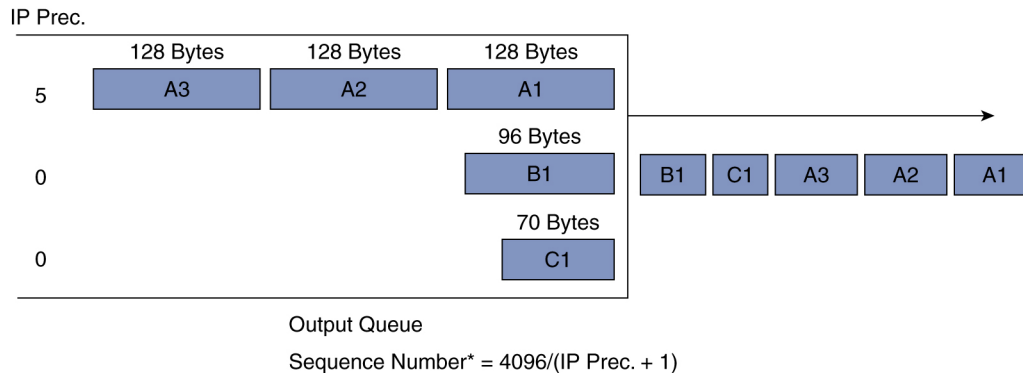 IP Prec.
128 Bytes 128 Bytes 128 Bytes
5 A3 A2 A1
96 Bytes
0 B1 B1 C1 A3 A2 A1
70 Bytes
0 C1
Output Queue
Sequence Number* = 4096/(IP Prec. + 1)